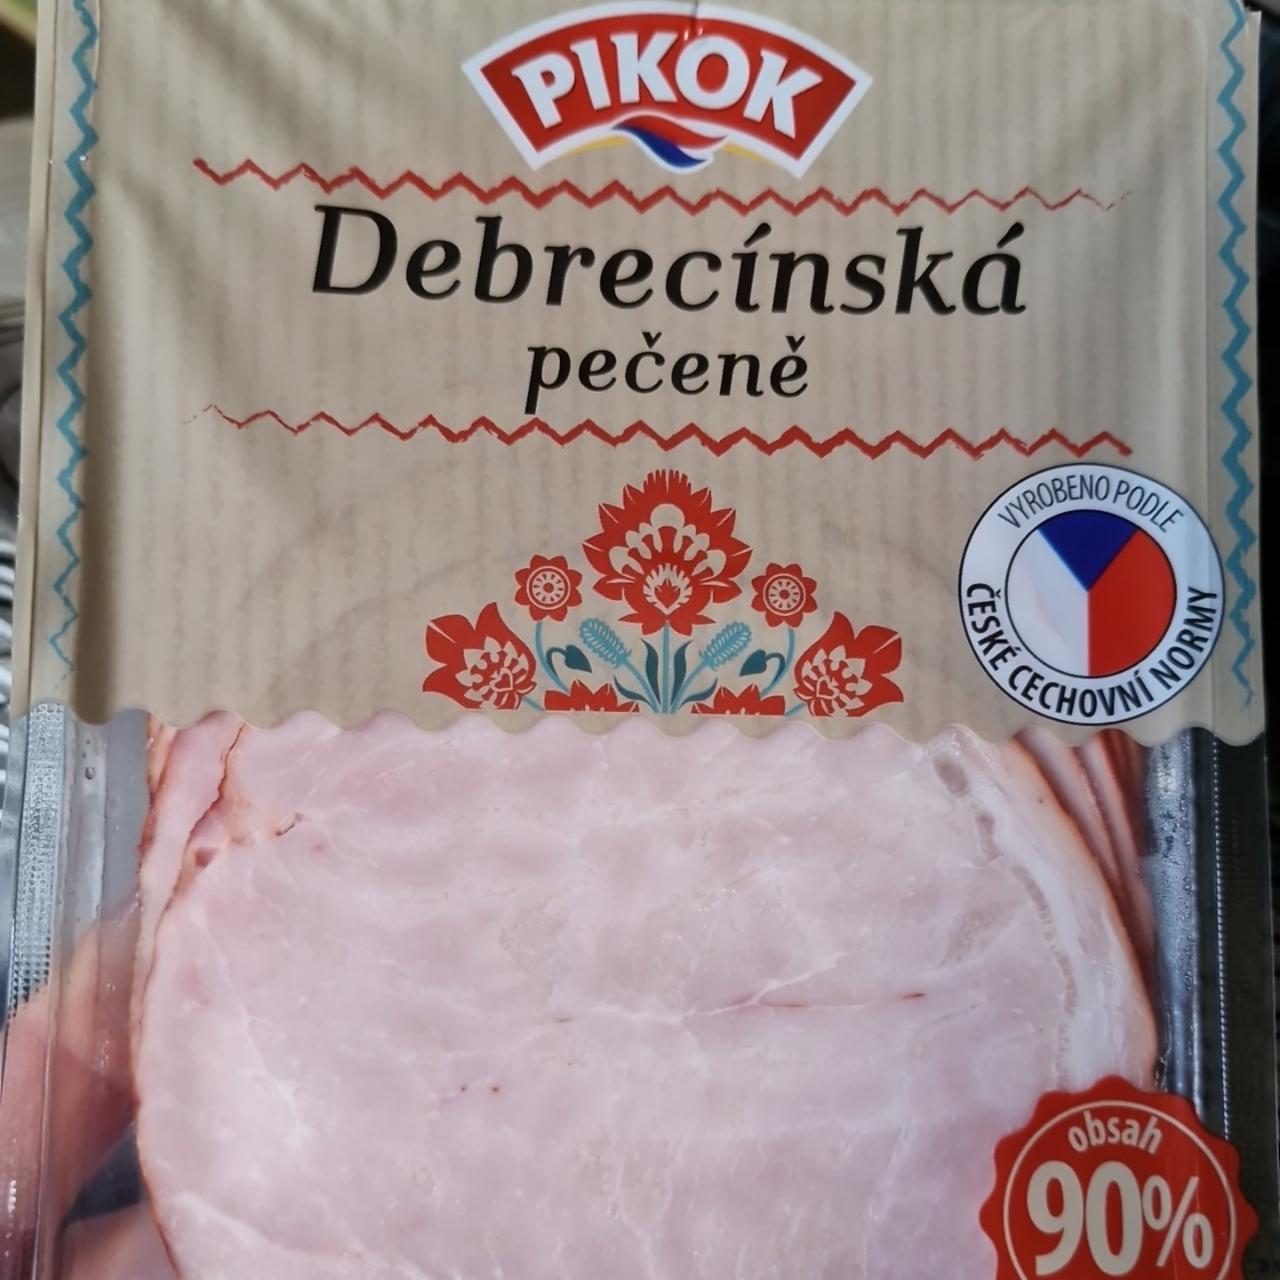 PIKOK
Debrecínská
pečeně
VYROBENO PODLE
ČESKÉ CECHOVNÍ NORMY
obsah
90%